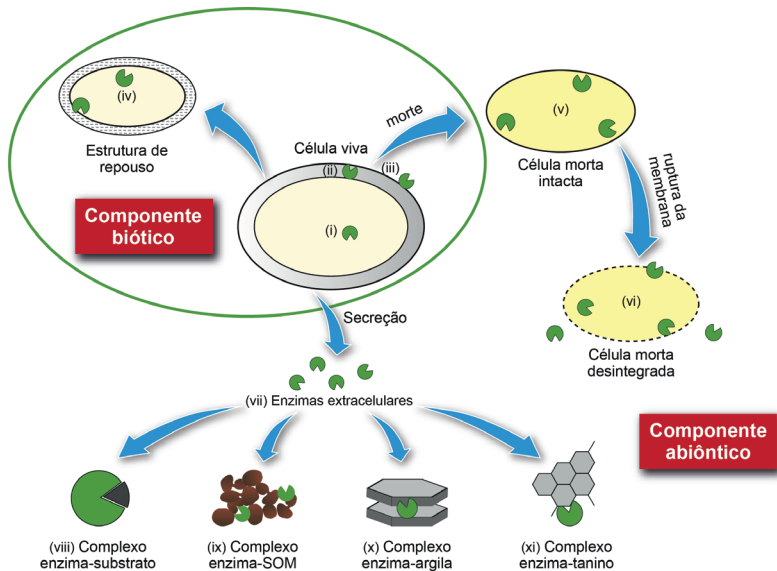 (iv)
Estrutura de
repouso
Componente
biótico
Célula viva
(ii)
(iii)
(i)
morte
(v)
Célula morta
intacta
ruptura da
membrana
(vi)
Célula morta
desintegrada
Secreção
(vii) Enzimas extracelulares
Componente
abiôntico
(viii) Complexo
enzima-substrato
(ix) Complexo
enzima-SOM
(x) Complexo
enzima-argila
(xi) Complexo
enzima-tanino